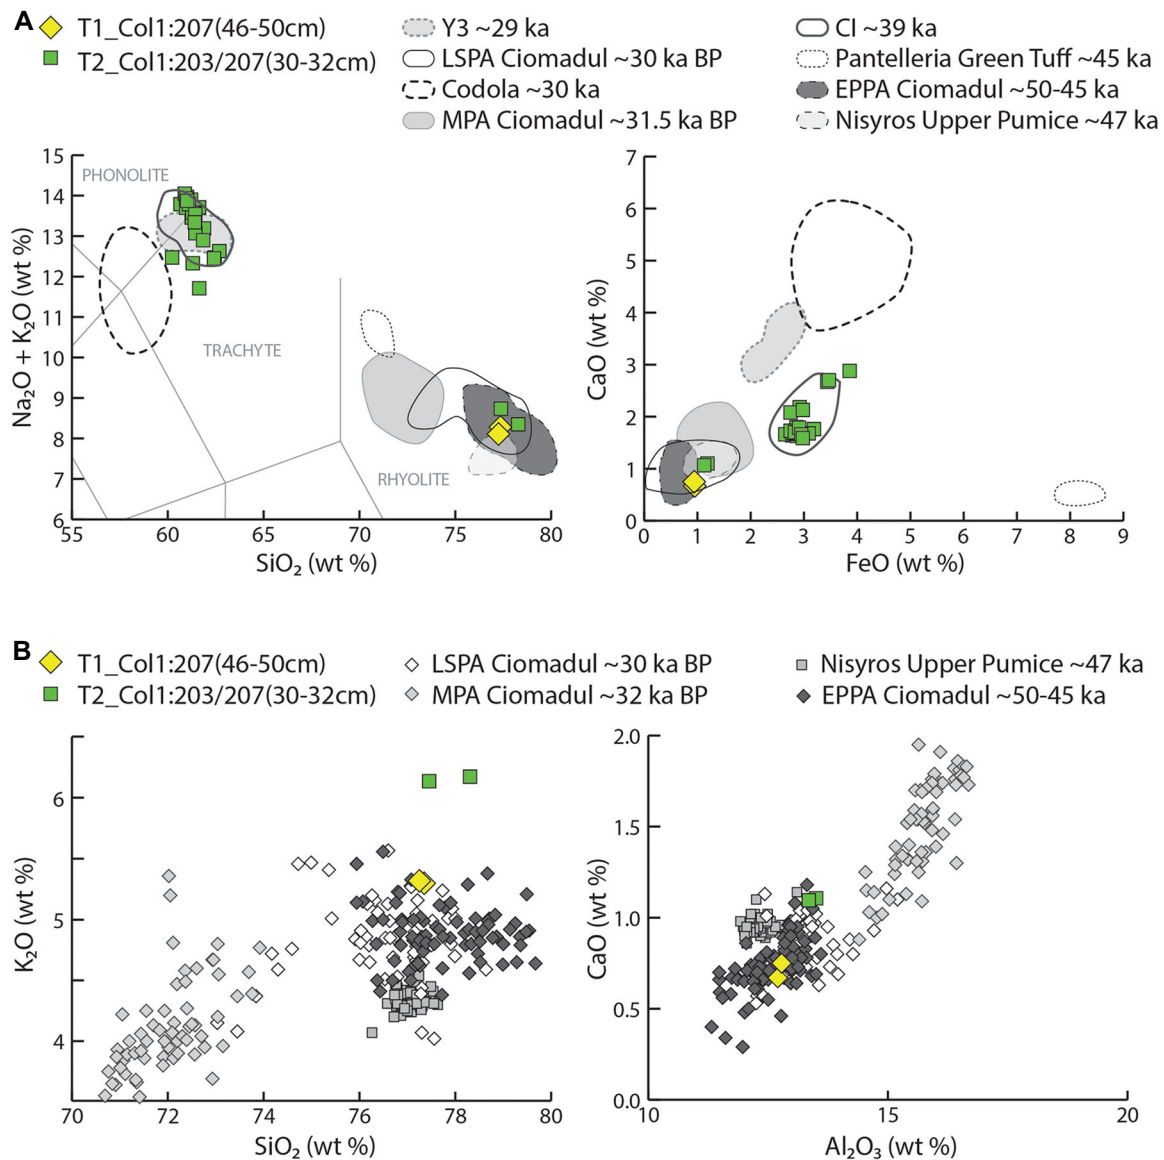 A
T1_Col1:207(46-50cm)
T2_Col1:203/207(30-32cm)
Y3 ~29 ka
LSPA Ciomadul ~30 ka BP
Codola ~30 ka
MPA Ciomadul ~31.5 ka BP
CI ~39 ka
Pantelleria Green Tuff ~45 ka
EPPA Ciomadul ~50-45 ka
Nisyros Upper Pumice ~47 ka
Na₂O + K₂O (wt %)
15
14
13
12
11
10
9
8
7
6
PHONOLITE
TRACHYTE
RHYOLITE
55 60 65 70 75 80
SiO₂ (wt %)
CaO (wt %)
7
6
5
4
3
2
1
0
0 1 2 3 4 5 6 7 8 9
FeO (wt %)
B
T1_Col1:207(46-50cm)
T2_Col1:203/207(30-32cm)
LSPA Ciomadul ~30 ka BP
MPA Ciomadul ~32 ka BP
Nisyros Upper Pumice ~47 ka
EPPA Ciomadul ~50-45 ka
K₂O (wt %)
6
5
4
70 72 74 76 78 80
SiO₂ (wt %)
CaO (wt %)
2.0
1.5
1.0
0.5
0.0
10 15 20
Al₂O₃ (wt %)